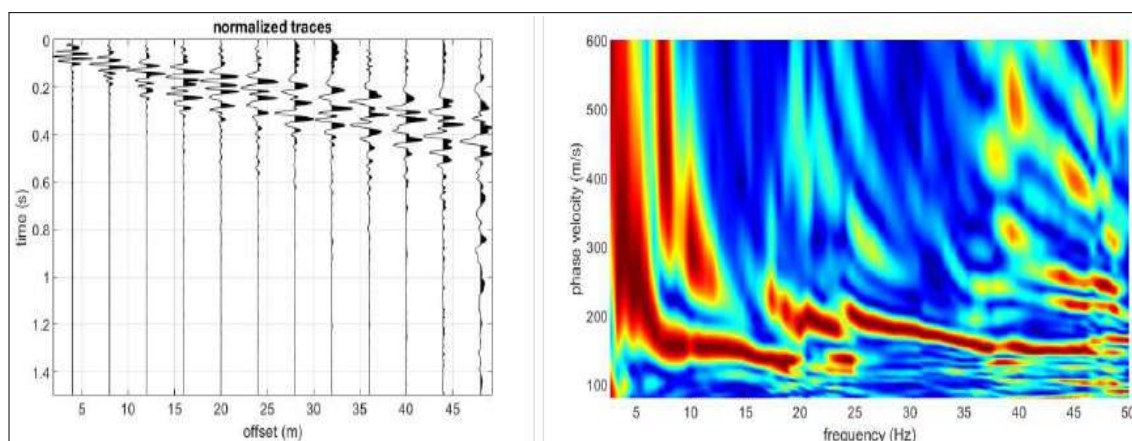 normalized traces
0
0.2
0.4
0.6
0.8
1
1.2
1.4
time (s)
5 10 15 20 25 30 35 40 45
offset (m)
600
500
400
300
200
100
phase velocity (m/s)
5 10 15 20 25 30 35 40 45 50
frequency (Hz)